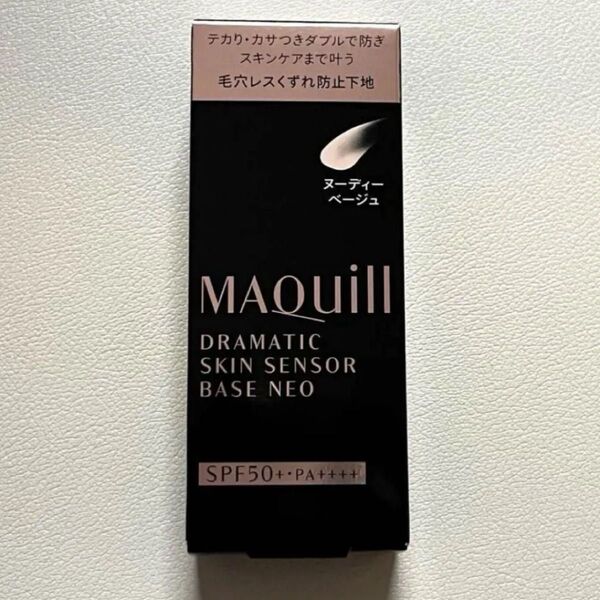 テカリ・カサつきダブルで防ぎ
スキンケアまで叶う
毛穴レスくずれ防止下地
ヌーディー
ベージュ
MAQuill
DRAMATIC
SKIN SENSOR
BASE NEO
SPF50+・PA++++